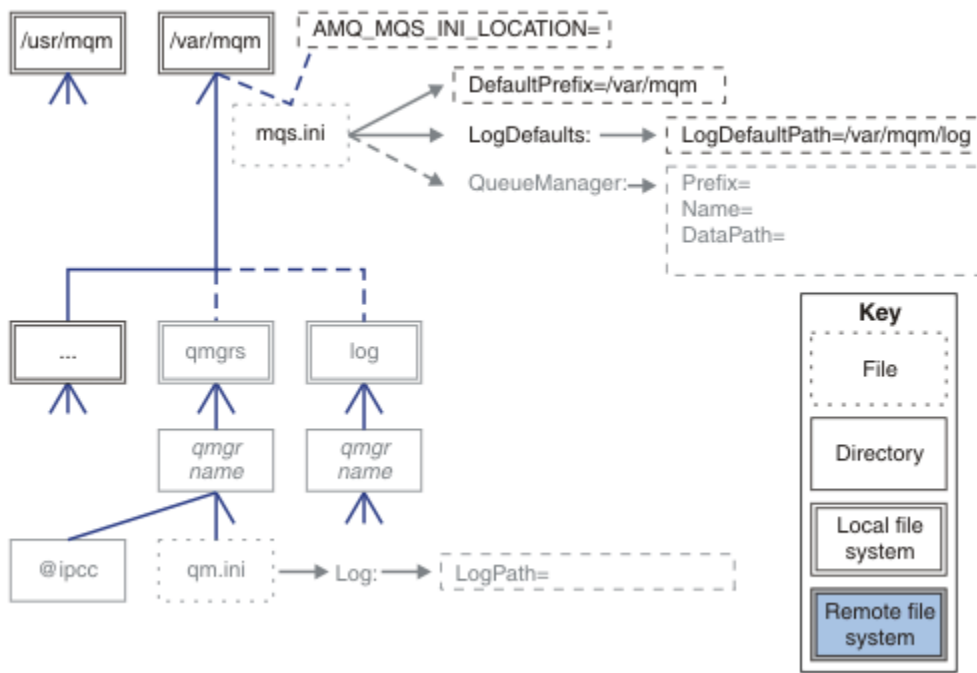 /usr/mqm
/var/mqm
AMQ_MQS_INI_LOCATION=
mqs.ini
DefaultPrefix=/var/mqm
LogDefaults:
LogDefaultPath=/var/mqm/log
QueueManager:
Prefix=
Name=
DataPath=
...
qmgrs
log
qmgr
name
qmgr
name
@ipcc
qm.ini
Log:
LogPath=
Key
File
Directory
Local file
system
Remote file
system